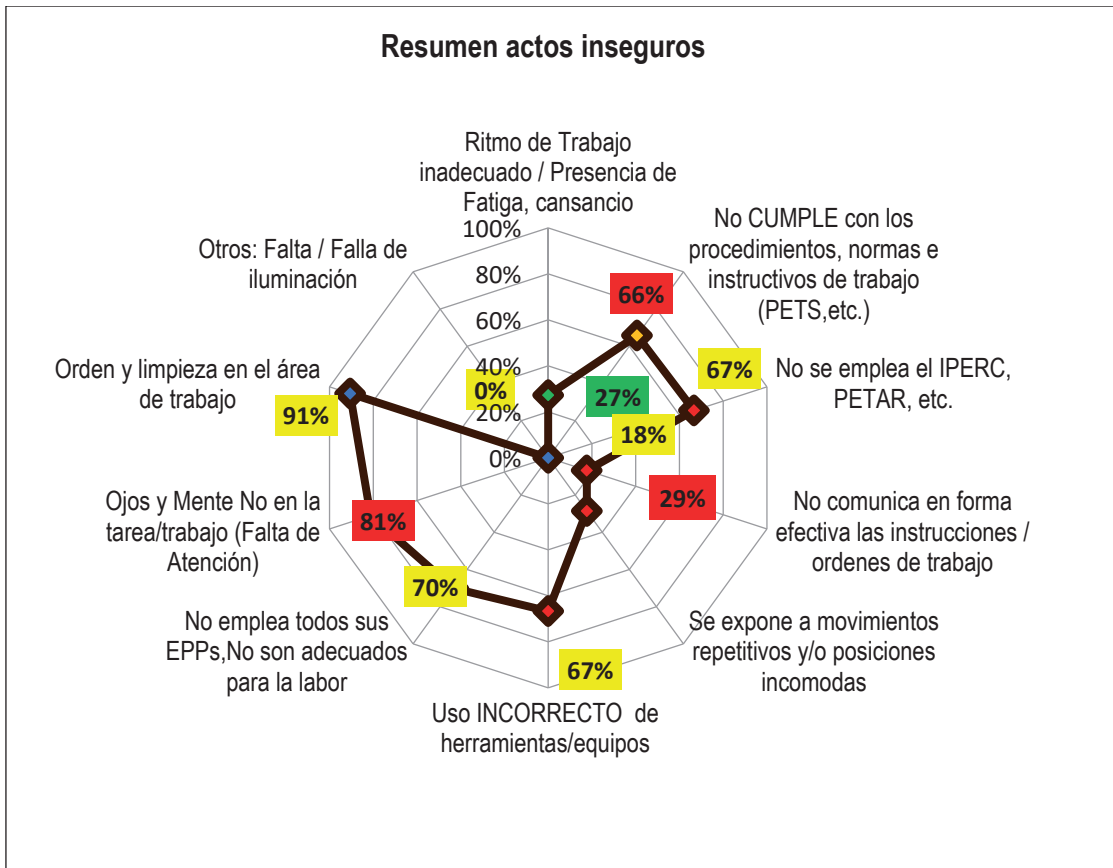 Resumen actos inseguros
Ritmo de Trabajo
inadecuado / Presencia de
Fatiga, cansancio
No CUMPLE con los
procedimientos, normas e
instructivos de trabajo
(PETS,etc.)
No se emplea el IPERC,
PETAR, etc.
No comunica en forma
efectiva las instrucciones /
ordenes de trabajo
Se expone a movimientos
repetitivos y/o posiciones
incomodas
Uso INCORRECTO de
herramientas/equipos
No emplea todos sus
EPPs,No son adecuados
para la labor
Ojos y Mente No en la
tarea/trabajo (Falta de
Atención)
Orden y limpieza en el área
de trabajo
Otros: Falta / Falla de
iluminación
100%
80%
60%
40%
20%
0%
27%
66%
67%
18%
29%
67%
70%
81%
91%
0%